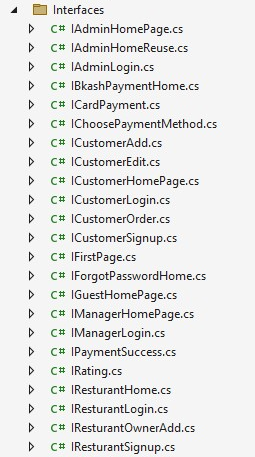 Interfaces
C# IAdminHomePage.cs
C# IAdminHomeReuse.cs
C# IAdminLogin.cs
C# IBkashPaymentHome.cs
C# ICardPayment.cs
C# IChoosePaymentMethod.cs
C# ICustomerAdd.cs
C# ICustomerEdit.cs
C# ICustomerHomePage.cs
C# ICustomerLogin.cs
C# ICustomerOrder.cs
C# ICustomerSignup.cs
C# IFirstPage.cs
C# IForgotPasswordHome.cs
C# IGuestHomePage.cs
C# IManagerHomePage.cs
C# IManagerLogin.cs
C# IPaymentSuccess.cs
C# IRating.cs
C# IResturantHome.cs
C# IResturantLogin.cs
C# IResturantOwnerAdd.cs
C# IResturantSignup.cs